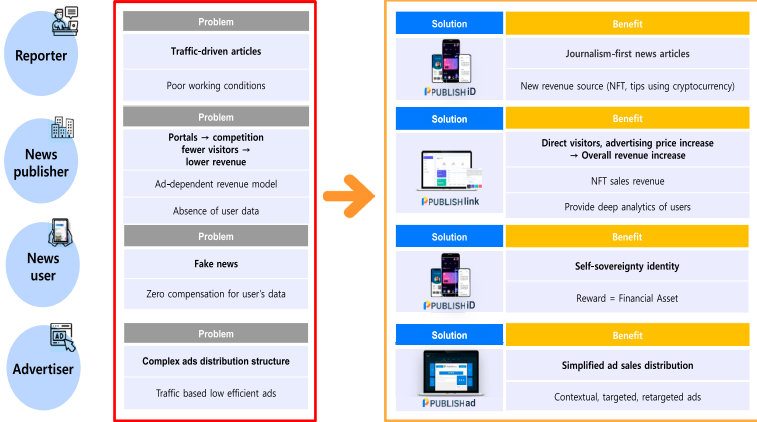 Reporter
Problem
Traffic-driven articles
Poor working conditions
Solution
Benefit
PUBLISH iD
Journalism-first news articles
New revenue source (NFT, tips using cryptocurrency)
News
publisher
Problem
Portals → competition
fewer visitors →
lower revenue
Ad-dependent revenue model
Absence of user data
Solution
Benefit
PUBLISH link
Direct visitors, advertising price increase
→ Overall revenue increase
NFT sales revenue
Provide deep analytics of users
News
user
Problem
Fake news
Zero compensation for user's data
Solution
Benefit
PUBLISH iD
Self-sovereignty identity
Reward = Financial Asset
AD
Advertiser
Problem
Complex ads distribution structure
Traffic based low efficient ads
Solution
Benefit
PUBLISH ad
Simplified ad sales distribution
Contextual, targeted, retargeted ads